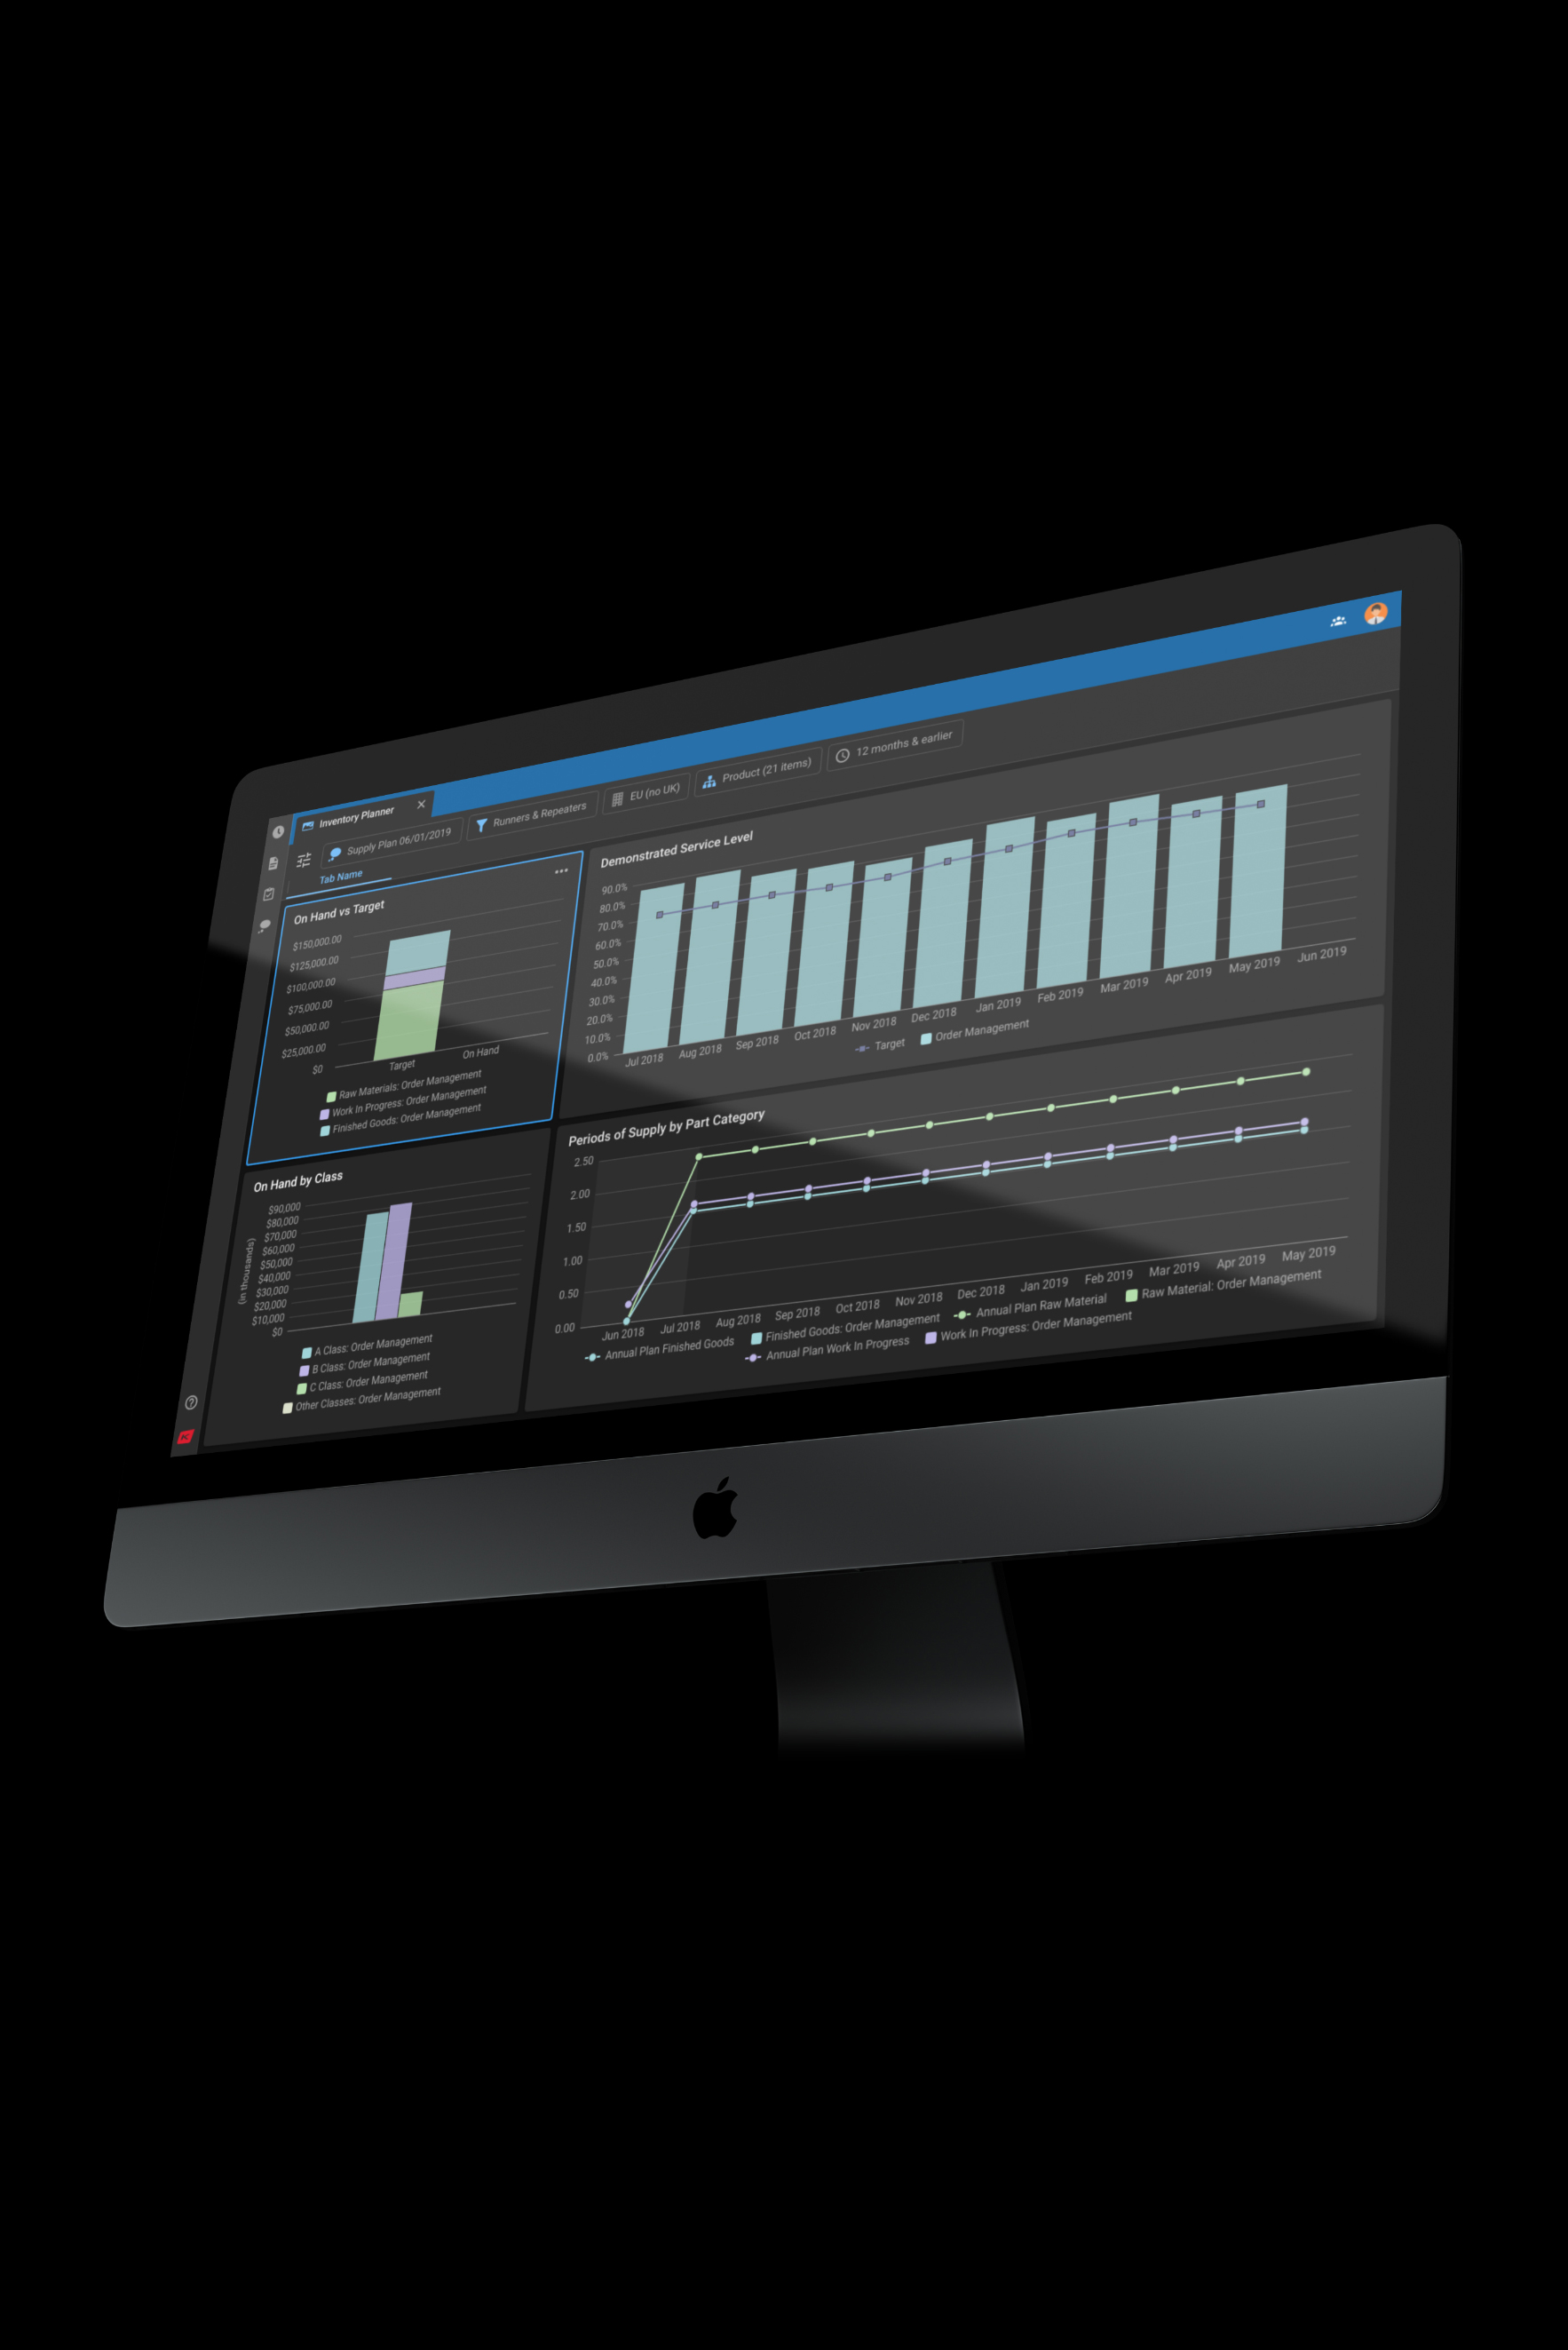 Inventory Planner
Supply Plan 06/01/2019
Runners & Repeaters
EU (no UK)
Product (21 items)
12 months & earlier
Tab Name
On Hand vs Target
$150,000.00
$125,000.00
$100,000.00
$75,000.00
$50,000.00
$25,000.00
$0
Target
On Hand
Raw Materials: Order Management
Work In Progress: Order Management
Finished Goods: Order Management
Demonstrated Service Level
90.0%
80.0%
70.0%
60.0%
50.0%
40.0%
30.0%
20.0%
10.0%
0.0%
Jul 2018 Aug 2018 Sep 2018 Oct 2018 Nov 2018 Dec 2018 Jan 2019 Feb 2019 Mar 2019 Apr 2019 May 2019 Jun 2019
Target Order Management
On Hand by Class
(in thousands)
$90,000
$80,000
$70,000
$60,000
$50,000
$40,000
$30,000
$20,000
$10,000
$0
A Class: Order Management
B Class: Order Management
C Class: Order Management
Other Classes: Order Management
Periods of Supply by Part Category
2.50
2.00
1.50
1.00
0.50
0.00
Jun 2018 Jul 2018 Aug 2018 Sep 2018 Oct 2018 Nov 2018 Dec 2018 Jan 2019 Feb 2019 Mar 2019 Apr 2019 May 2019
Annual Plan Finished Goods Finished Goods: Order Management Annual Plan Raw Material Raw Material: Order Management
Annual Plan Work In Progress Work In Progress: Order Management